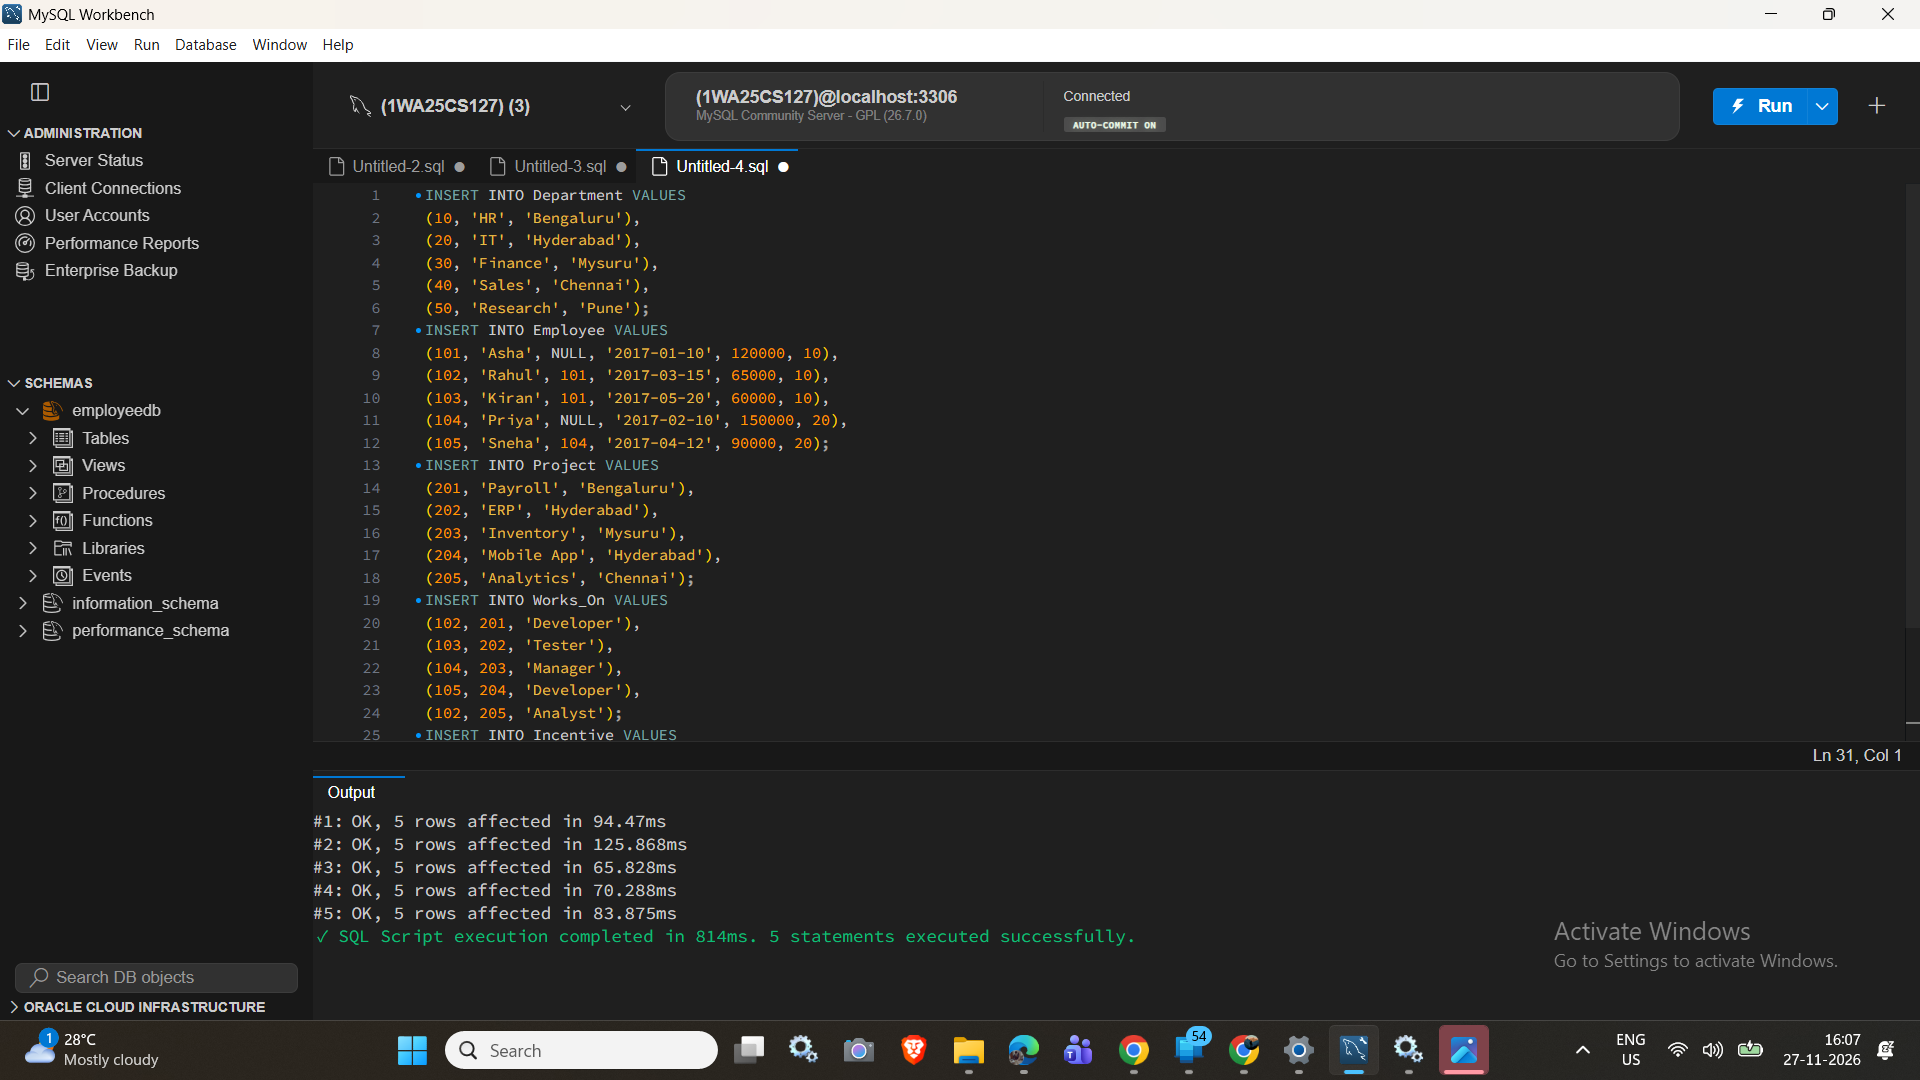 MySQL Workbench
File Edit View Run Database Window Help
(1WA25CS127) (3)
(1WA25CS127)@localhost:3306
MySQL Community Server - GPL (26.7.0)
Connected
AUTO-COMMIT ON
Run
ADMINISTRATION
Server Status
Client Connections
User Accounts
Performance Reports
Enterprise Backup
SCHEMAS
employeedb
Tables
Views
Procedures
Functions
Libraries
Events
information_schema
performance_schema
Search DB objects
ORACLE CLOUD INFRASTRUCTURE
Untitled-2.sql Untitled-3.sql Untitled-4.sql
1 INSERT INTO Department VALUES
2 (10, 'HR', 'Bengaluru'),
3 (20, 'IT', 'Hyderabad'),
4 (30, 'Finance', 'Mysuru'),
5 (40, 'Sales', 'Chennai'),
6 (50, 'Research', 'Pune');
7 INSERT INTO Employee VALUES
8 (101, 'Asha', NULL, '2017-01-10', 120000, 10),
9 (102, 'Rahul', 101, '2017-03-15', 65000, 10),
10 (103, 'Kiran', 101, '2017-05-20', 60000, 10),
11 (104, 'Priya', NULL, '2017-02-10', 150000, 20),
12 (105, 'Sneha', 104, '2017-04-12', 90000, 20);
13 INSERT INTO Project VALUES
14 (201, 'Payroll', 'Bengaluru'),
15 (202, 'ERP', 'Hyderabad'),
16 (203, 'Inventory', 'Mysuru'),
17 (204, 'Mobile App', 'Hyderabad'),
18 (205, 'Analytics', 'Chennai');
19 INSERT INTO Works_On VALUES
20 (102, 201, 'Developer'),
21 (103, 202, 'Tester'),
22 (104, 203, 'Manager'),
23 (105, 204, 'Developer'),
24 (102, 205, 'Analyst');
25 INSERT INTO Incentive VALUES
Ln 31, Col 1
Output
#1: OK, 5 rows affected in 94.47ms
#2: OK, 5 rows affected in 125.868ms
#3: OK, 5 rows affected in 65.828ms
#4: OK, 5 rows affected in 70.288ms
#5: OK, 5 rows affected in 83.875ms
✓ SQL Script execution completed in 814ms. 5 statements executed successfully.
Activate Windows
Go to Settings to activate Windows.
1
28°C
Mostly cloudy
Search
54
ENG
US
16:07
27-11-2026